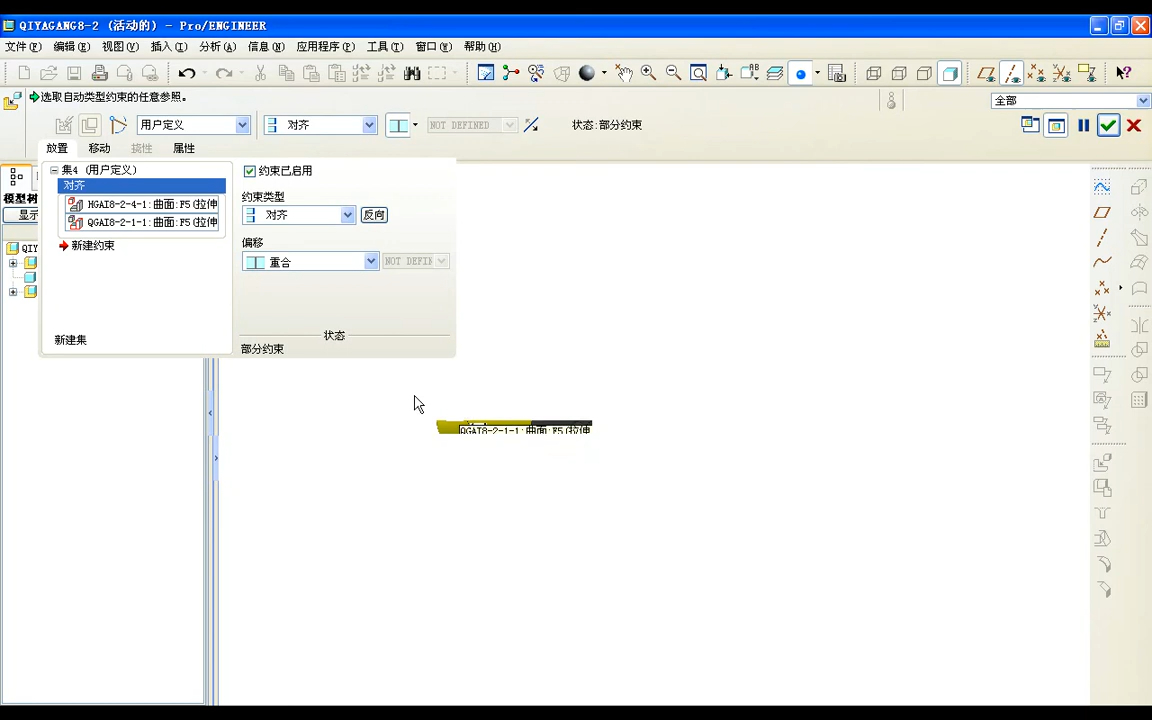 QIYAGANG8-2 (活动的) - Pro/ENGINEER
文件(F) 编辑(E) 视图(V) 插入(I) 分析(A) 信息(N) 应用程序(P) 工具(T) 窗口(W) 帮助(H)
选取自动类型约束的任意参照。
全部
用户定义 对齐 NOT DEFINED 状态:部分约束
放置 移动 挠性 属性
集4 (用户定义)
对齐
HGAI8-2-4-1:曲面:F5(拉伸
QGAI8-2-1-1:曲面:F5(拉伸
新建约束
新建集
约束已启用
约束类型
对齐 反向
偏移
重合 NOT DEFIN
状态
部分约束
模型树
显示
QIY
QGAI8-2-1-1:曲面:F5(拉伸